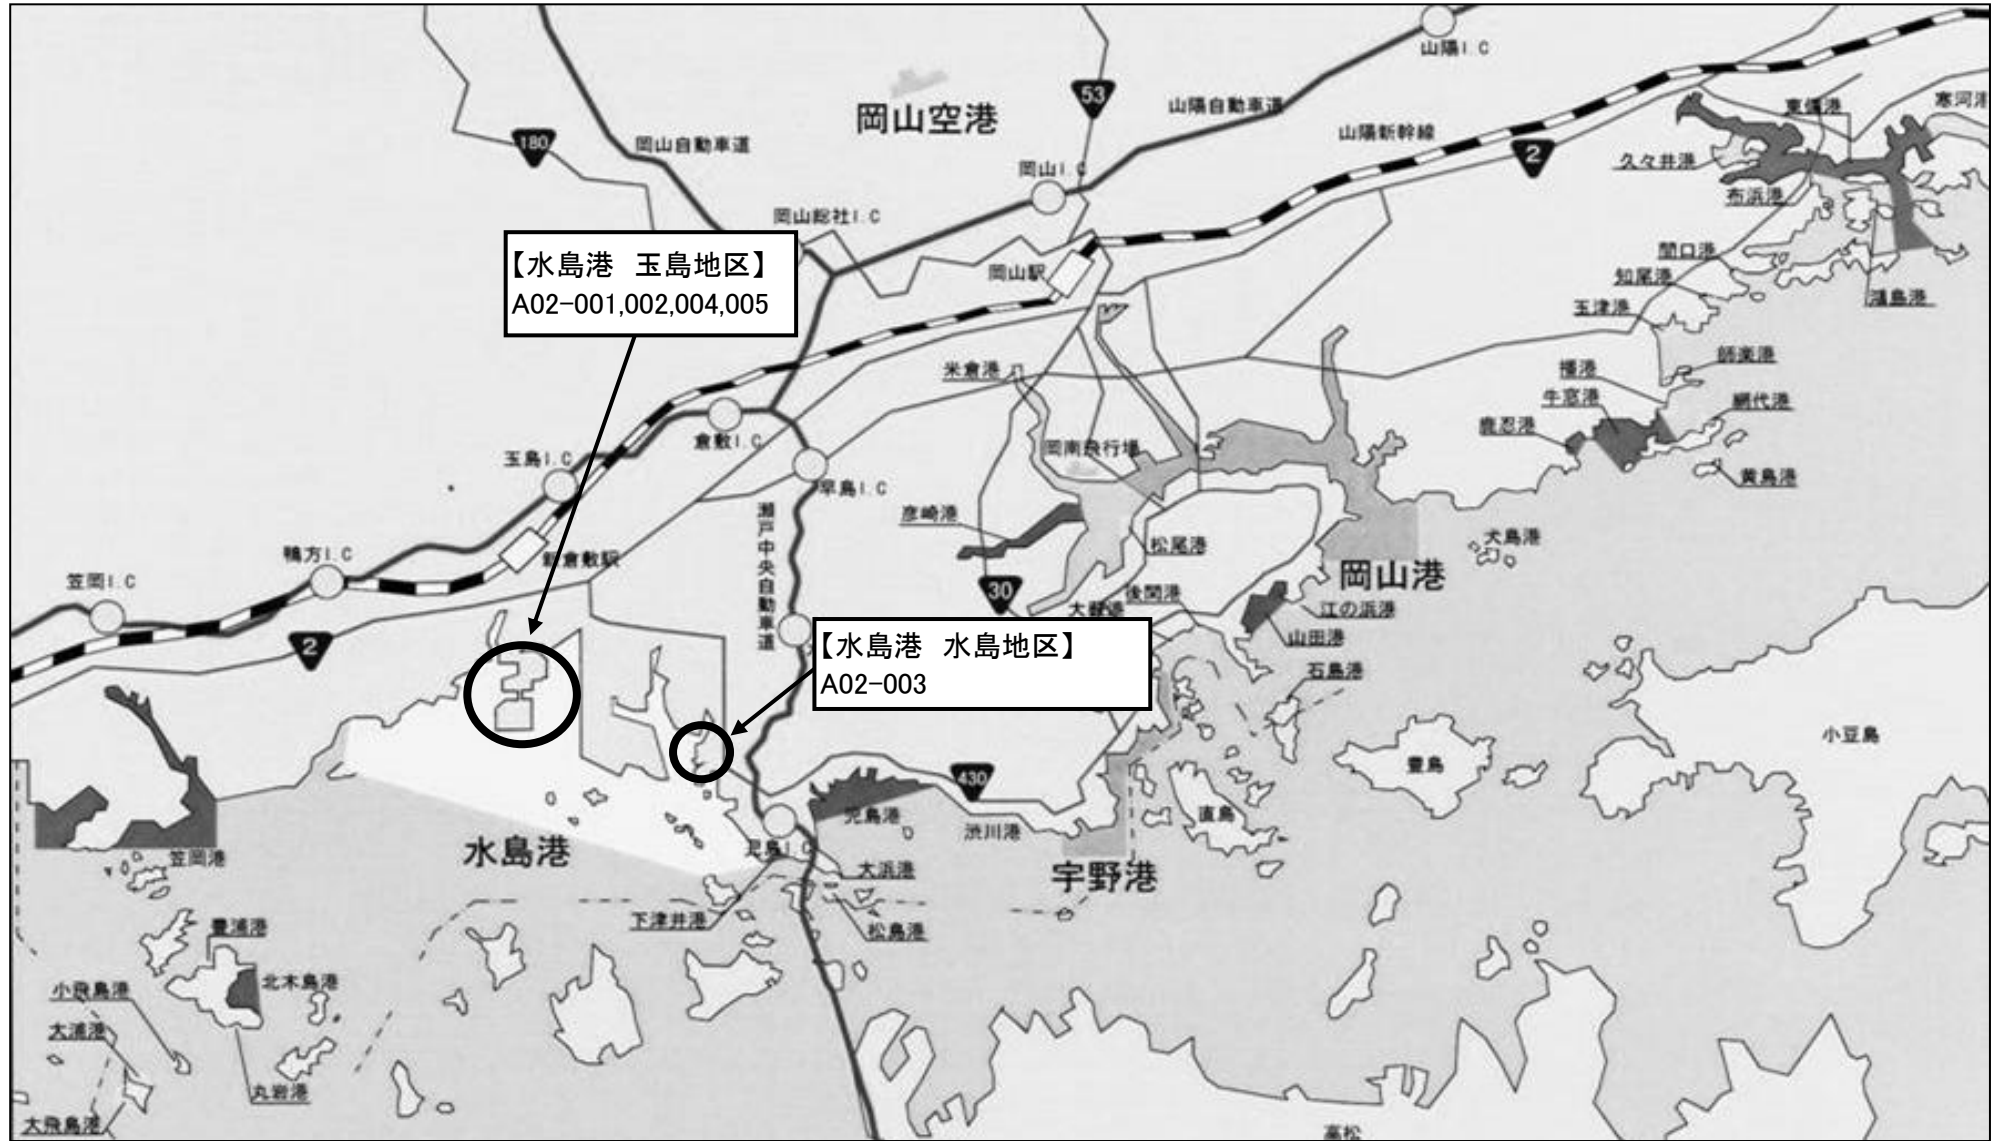 山陽I.C
岡山空港
53
山陽自動車道
東備港
寒河港
180
岡山自動車道
山陽新幹線
2
久々井港
岡山I.C
布浜港
岡山総社I.C
間口港
【水島港 玉島地区】
A02-001,002,004,005
岡山駅
知尾港
鴻島港
玉津港
師楽港
米倉港
牛窓港
網代港
倉敷I.C
鹿忍港
岡南飛行場
玉島I.C
早島I.C
黄島港
瀬戸中央自動車道
彦崎港
犬島港
松尾港
鴨方I.C
新倉敷駅
岡山港
笠岡I.C
30
後閑港
江の浜港
2
【水島港 水島地区】
A02-003
山田港
石島港
小豆島
豊島
430
児島港
直島
渋川港
水島港
児島I.C
笠岡港
大浜港
宇野港
下津井港
松島港
豊浦港
北木島港
小飛島港
大浦港
丸岩港
大飛島港
高松